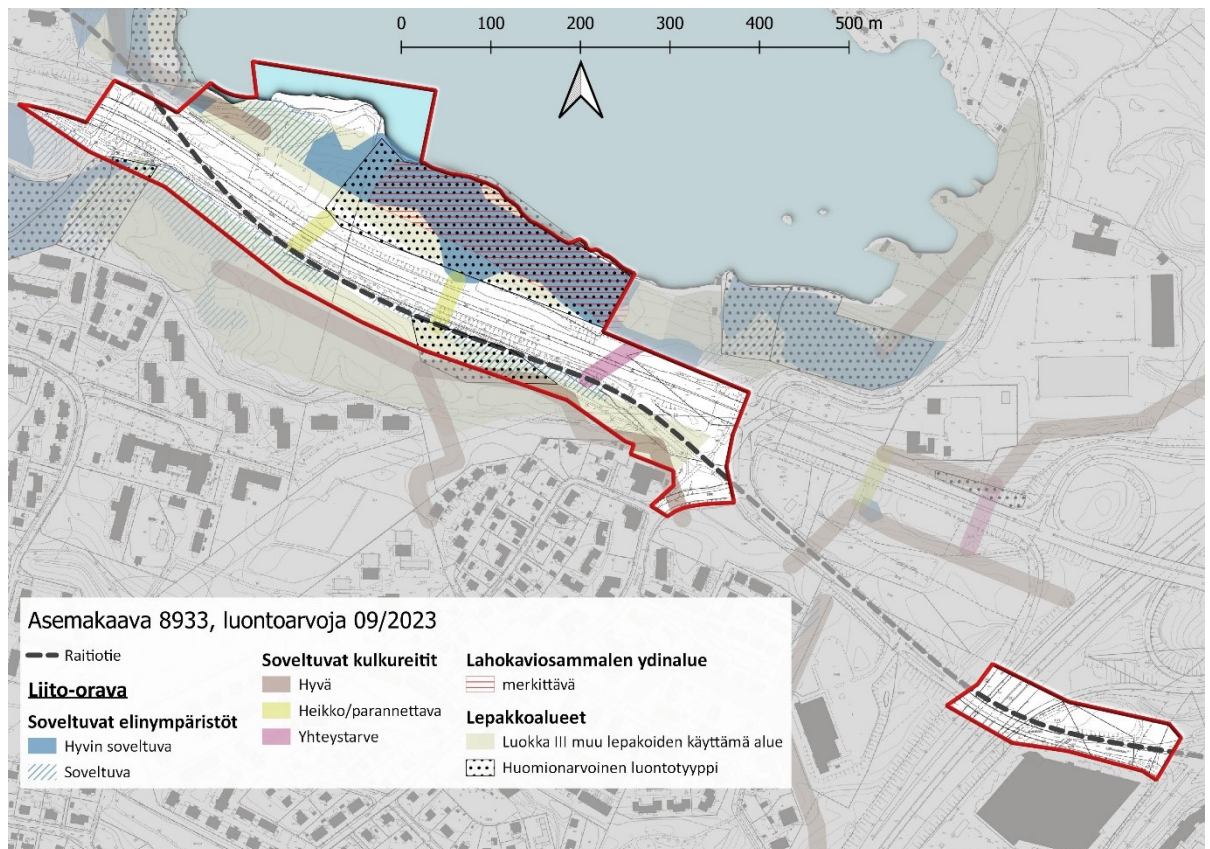 0 100 200 300 400 500 m
Asemakaava 8933, luontoarvoja 09/2023
Raitiotie
Liito-orava
Soveltuvat elinympäristöt
Hyvin soveltuva
Soveltuva
Soveltuvat kulkureitit
Hyvä
Heikko/parannettava
Yhteystarve
Lahokaviosammalen ydinalue
merkittävä
Lepakkoalueet
Luokka III muu lepakoiden käyttämä alue
Huomionarvoinen luontotyyppi